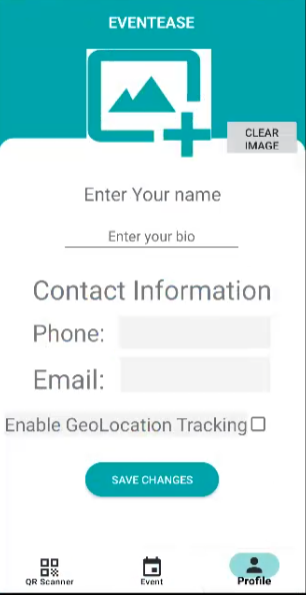 EVENTEASE
CLEAR
IMAGE
Enter Your name
Enter your bio
Contact Information
Phone:
Email:
Enable GeoLocation Tracking
SAVE CHANGES
QR Scanner
Event
Profile